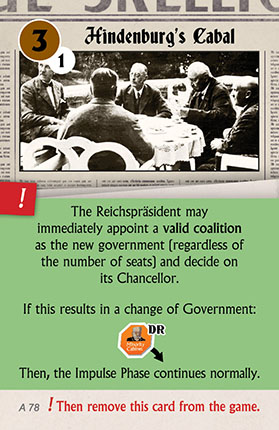 3
1
Hindenburg's Cabal
!
The Reichspräsident may
immediately appoint a valid coalition
as the new government (regardless of
the number of seats) and decide on
its Chancellor.
If this results in a change of Government:
DR
Minority
Cabinet
Then, the Impulse Phase continues normally.
A 78 ! Then remove this card from the game.